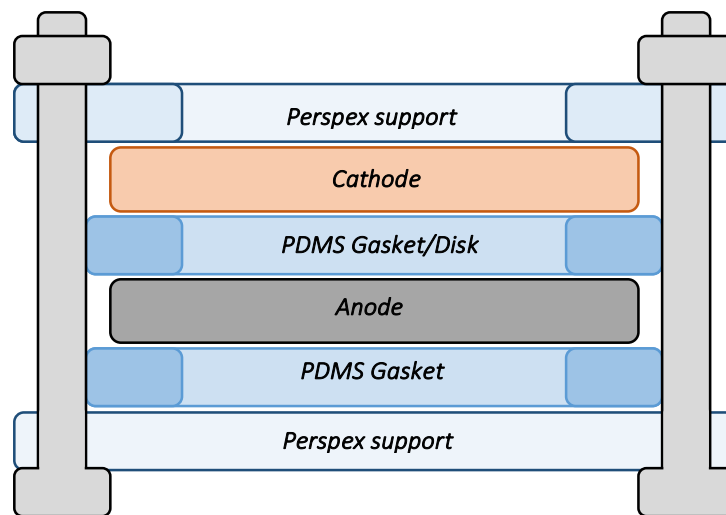 Perspex support
Cathode
PDMS Gasket/Disk
Anode
PDMS Gasket
Perspex support